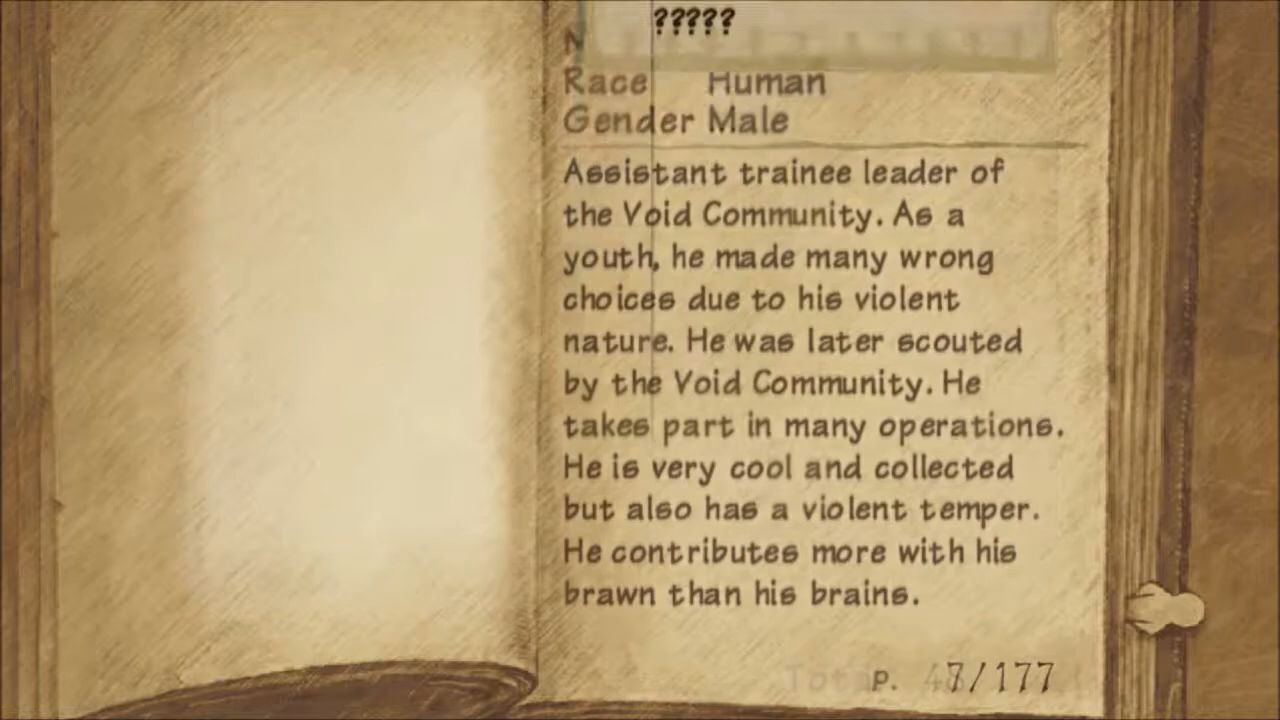 ?????
N
Race Human
Gender Male
Assistant trainee leader of
the Void Community. As a
youth, he made many wrong
choices due to his violent
nature. He was later scouted
by the Void Community. He
takes part in many operations.
He is very cool and collected
but also has a violent temper.
He contributes more with his
brawn than his brains.
P. /177